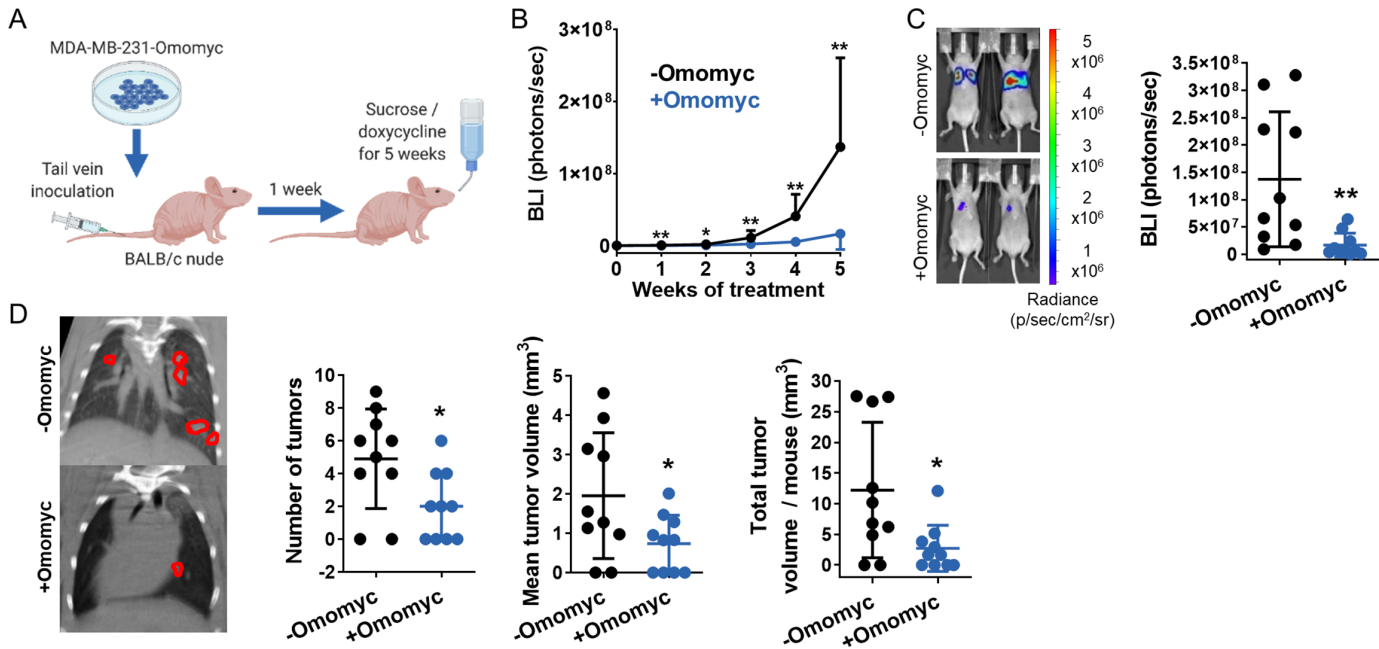 A
MDA-MB-231-Omomyc
Tail vein
inoculation
BALB/c nude
1 week
Sucrose /
doxycycline
for 5 weeks
B
BLI (photons/sec)
3×10⁸
2×10⁸
1×10⁸
0
-Omomyc
+Omomyc
**
*
**
**
**
0 1 2 3 4 5
Weeks of treatment
C
-Omomyc
+Omomyc
5
x10⁶
4
x10⁶
3
x10⁶
2
x10⁶
1
x10⁶
Radiance
(p/sec/cm²/sr)
BLI (photons/sec)
3.5×10⁸
3.0×10⁸
2.5×10⁸
2.0×10⁸
1.5×10⁸
1.0×10⁸
5×10⁷
0
**
-Omomyc
+Omomyc
D
-Omomyc
+Omomyc
Number of tumors
10
8
6
4
2
0
-2
*
-Omomyc
+Omomyc
Mean tumor volume (mm³)
5
4
3
2
1
0
*
-Omomyc
+Omomyc
Total tumor
volume / mouse (mm³)
30
25
20
15
10
5
0
*
-Omomyc
+Omomyc